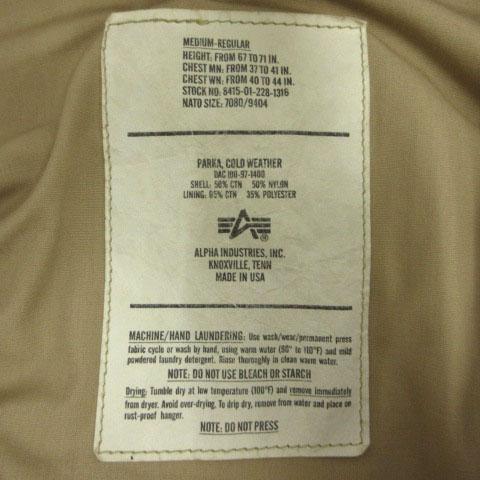 MEDIUM-REGULAR
HEIGHT: FROM 67 TO 71 IN.
CHEST MN: FROM 37 TO 41 IN.
CHEST WN: FROM 40 TO 44 IN.
STOCK NO: 8415-01-228-1316
NATO SIZE: 7080/9404
PARKA, COLD WEATHER
DAC 100-97-1400
SHELL: 50% CTN 50% NYLON
LINING: 65% CTN 35% POLYESTER
ALPHA INDUSTRIES, INC.
KNOXVILLE, TENN
MADE IN USA
MACHINE/HAND LAUNDERING: Use wash/wear/permanent press
fabric cycle or wash by hand, using warm water (90° to 110°F) and mild
powdered laundry detergent. Rinse thoroughly in clean warm water.
NOTE: DO NOT USE BLEACH OR STARCH
Drying: Tumble dry at low temperature (100°F) and remove immediately
from dryer. Avoid over-drying. To drip dry, remove from water and place on
rust-proof hanger.
NOTE: DO NOT PRESS